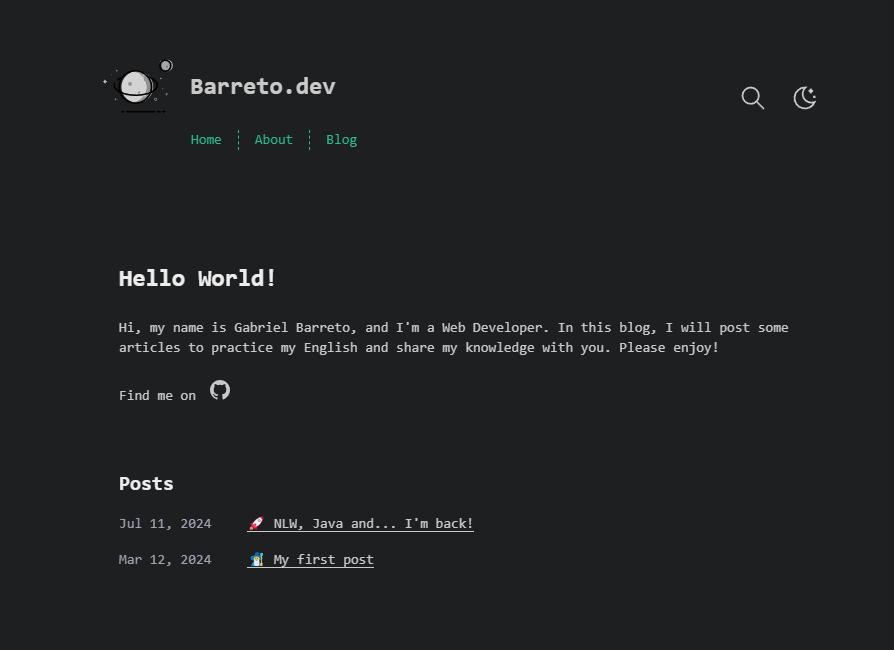 Barreto.dev
Home About Blog
Hello World!
Hi, my name is Gabriel Barreto, and I'm a Web Developer. In this blog, I will post some
articles to practice my English and share my knowledge with you. Please enjoy!
Find me on
Posts
Jul 11, 2024 🚀 NLW, Java and... I'm back!
Mar 12, 2024 🧙‍♂️ My first post